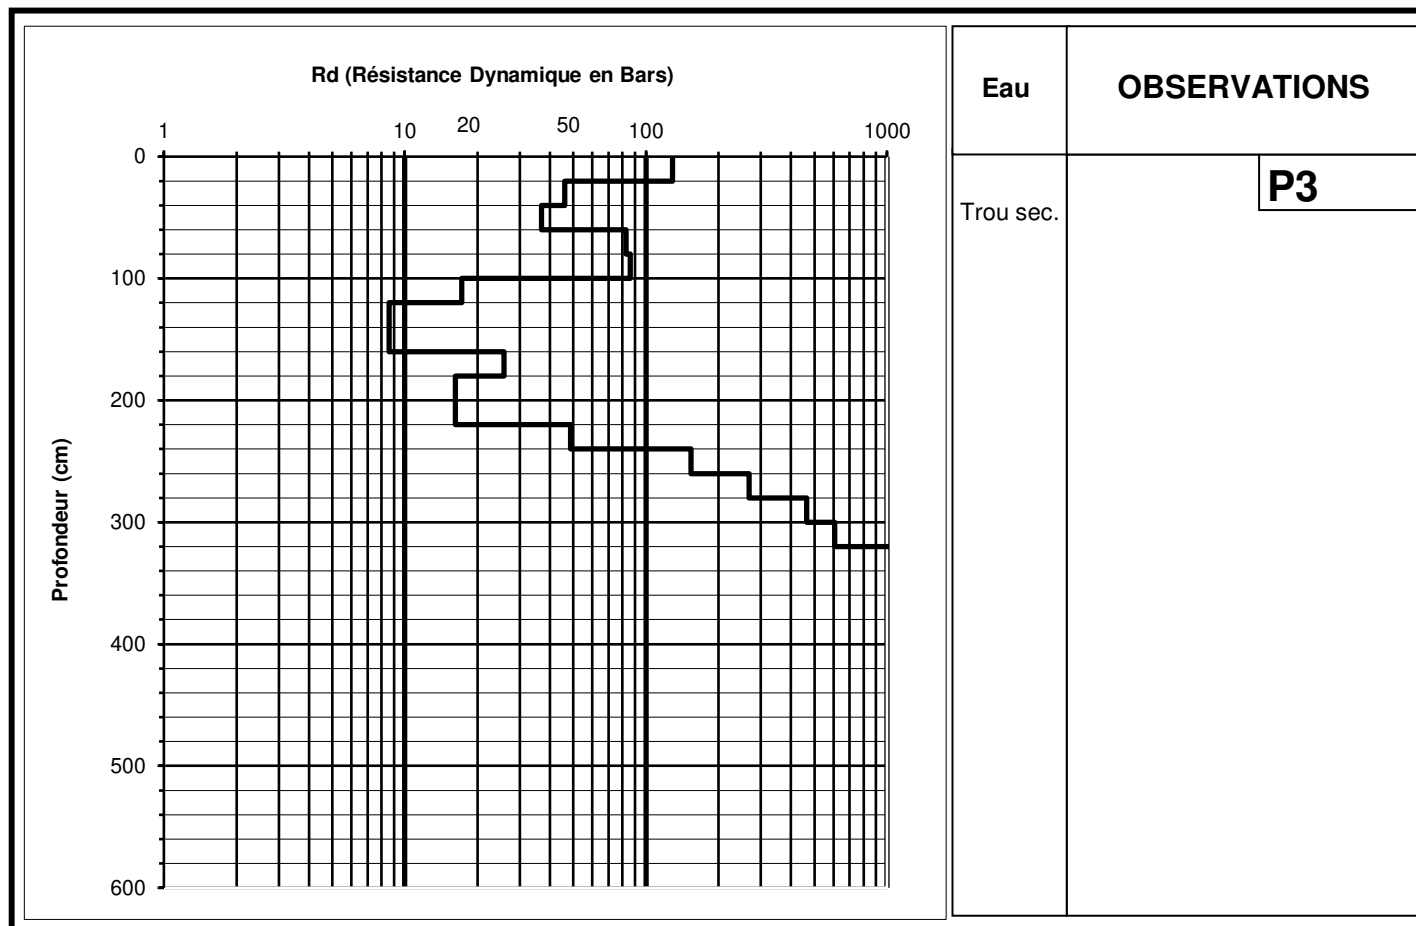 Rd (Résistance Dynamique en Bars)
1 10 20 50 100 1000
0
100
200
300
400
500
600
Profondeur (cm)
Eau
OBSERVATIONS
Trou sec.
P3